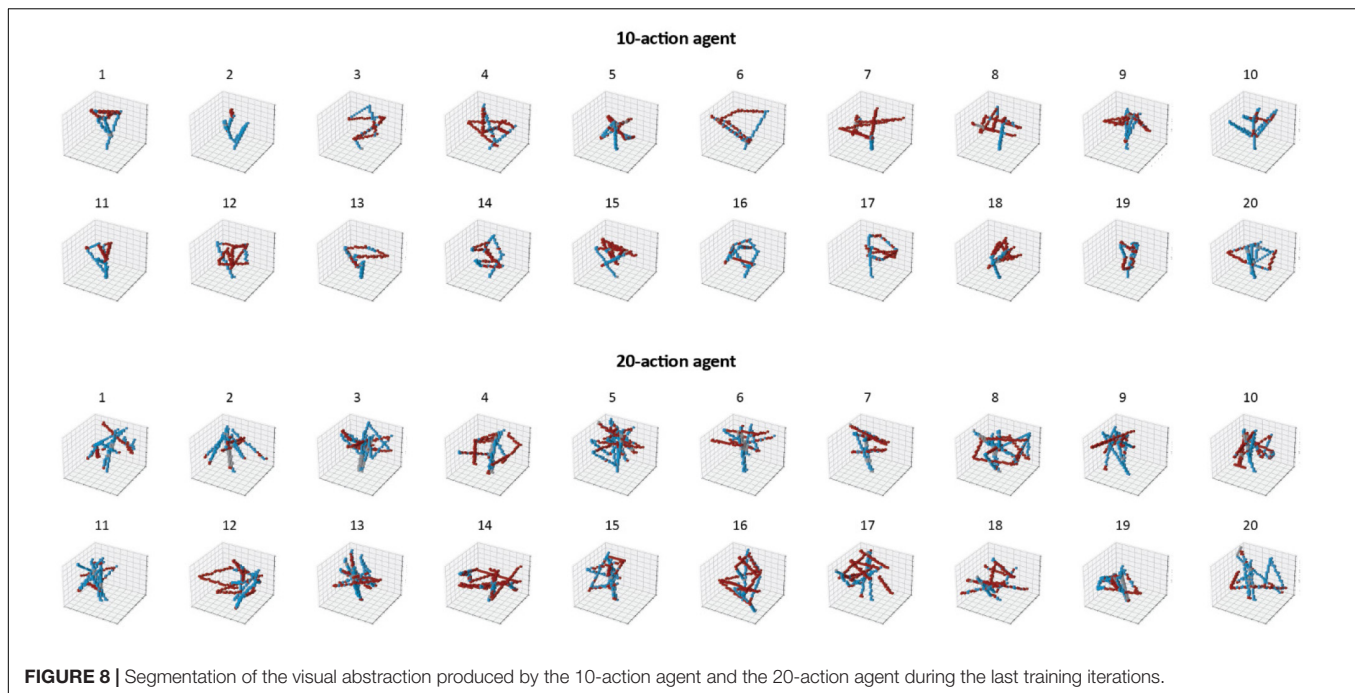 10-action agent
1 2 3 4 5 6 7 8 9 10
11 12 13 14 15 16 17 18 19 20
20-action agent
1 2 3 4 5 6 7 8 9 10
11 12 13 14 15 16 17 18 19 20
FIGURE 8 | Segmentation of the visual abstraction produced by the 10-action agent and the 20-action agent during the last training iterations.